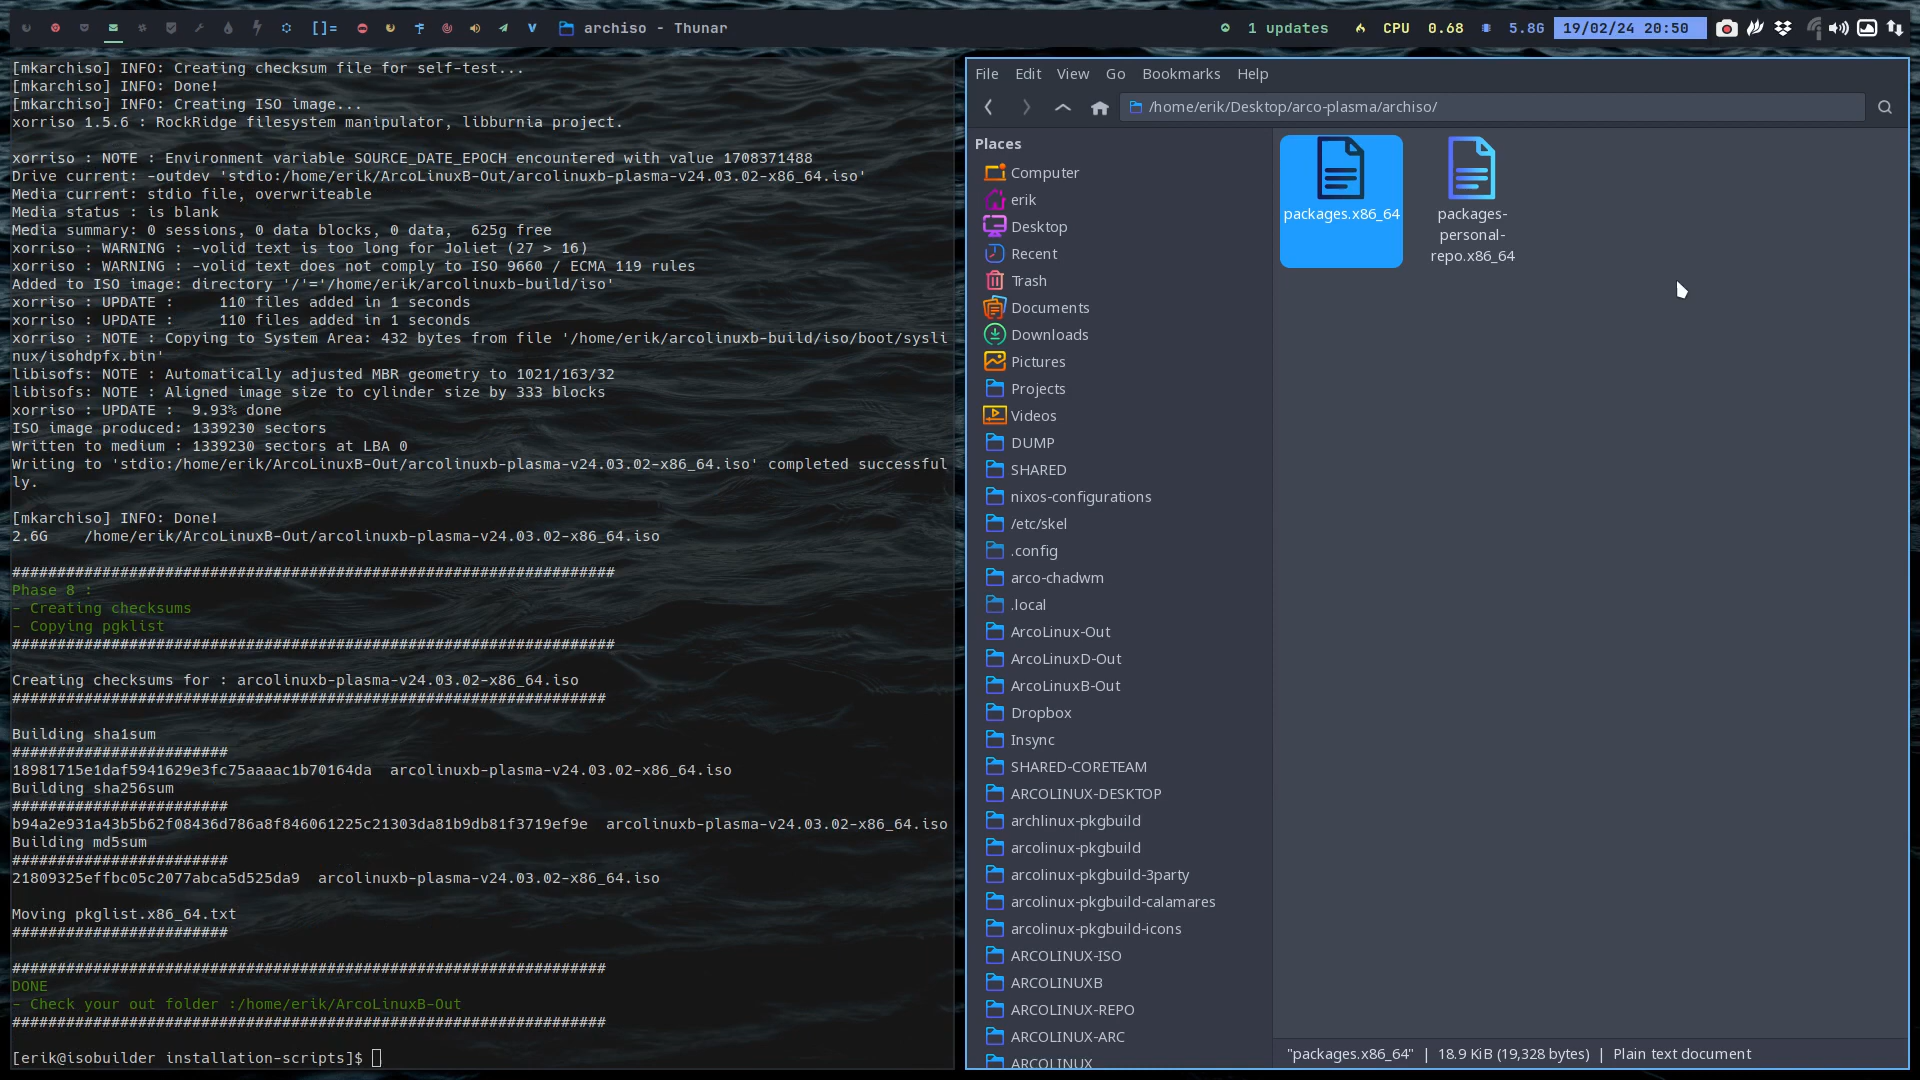 []=
archiso - Thunar
1 updates
CPU 0.68
5.8G
19/02/24 20:50
[mkarchiso] INFO: Creating checksum file for self-test...
[mkarchiso] INFO: Done!
[mkarchiso] INFO: Creating ISO image...
xorriso 1.5.6 : RockRidge filesystem manipulator, libburnia project.
xorriso : NOTE : Environment variable SOURCE_DATE_EPOCH encountered with value 1708371488
Drive current: -outdev 'stdio:/home/erik/ArcoLinuxB-Out/arcolinuxb-plasma-v24.03.02-x86_64.iso'
Media current: stdio file, overwriteable
Media status : is blank
Media summary: 0 sessions, 0 data blocks, 0 data,  625g free
xorriso : WARNING : -volid text is too long for Joliet (27 > 16)
xorriso : WARNING : -volid text does not comply to ISO 9660 / ECMA 119 rules
Added to ISO image: directory '/'='/home/erik/arcolinuxb-build/iso'
xorriso : UPDATE :     110 files added in 1 seconds
xorriso : UPDATE :     110 files added in 1 seconds
xorriso : NOTE : Copying to System Area: 432 bytes from file '/home/erik/arcolinuxb-build/iso/boot/sysli
nux/isohdpfx.bin'
libisofs: NOTE : Automatically adjusted MBR geometry to 1021/163/32
libisofs: NOTE : Aligned image size to cylinder size by 333 blocks
xorriso : UPDATE :  9.93% done
ISO image produced: 1339230 sectors
Written to medium : 1339230 sectors at LBA 0
Writing to 'stdio:/home/erik/ArcoLinuxB-Out/arcolinuxb-plasma-v24.03.02-x86_64.iso' completed successful
ly.
[mkarchiso] INFO: Done!
2.6G    /home/erik/ArcoLinuxB-Out/arcolinuxb-plasma-v24.03.02-x86_64.iso
###################################################################
Phase 8 :
- Creating checksums
- Copying pgklist
###################################################################
Creating checksums for : arcolinuxb-plasma-v24.03.02-x86_64.iso
##################################################################
Building sha1sum
########################
18981715e1daf5941629e3fc75aaaac1b70164da  arcolinuxb-plasma-v24.03.02-x86_64.iso
Building sha256sum
########################
b94a2e931a43b5b62f08436d786a8f846061225c21303da81b9db81f3719ef9e  arcolinuxb-plasma-v24.03.02-x86_64.iso
Building md5sum
########################
21809325effbc05c2077abca5d525da9  arcolinuxb-plasma-v24.03.02-x86_64.iso
Moving pkglist.x86_64.txt
########################
##################################################################
DONE
- Check your out folder :/home/erik/ArcoLinuxB-Out
##################################################################
[erik@isobuilder installation-scripts]$
File Edit View Go Bookmarks Help
/home/erik/Desktop/arco-plasma/archiso/
Places
Computer
erik
Desktop
Recent
Trash
Documents
Downloads
Pictures
Projects
Videos
DUMP
SHARED
nixos-configurations
/etc/skel
.config
arco-chadwm
.local
ArcoLinux-Out
ArcoLinuxD-Out
ArcoLinuxB-Out
Dropbox
Insync
SHARED-CORETEAM
ARCOLINUX-DESKTOP
archlinux-pkgbuild
arcolinux-pkgbuild
arcolinux-pkgbuild-3party
arcolinux-pkgbuild-calamares
arcolinux-pkgbuild-icons
ARCOLINUX-ISO
ARCOLINUXB
ARCOLINUX-REPO
ARCOLINUX-ARC
ARCOLINUX
packages.x86_64
packages-
personal-
repo.x86_64
"packages.x86_64" | 18.9 KiB (19,328 bytes) | Plain text document